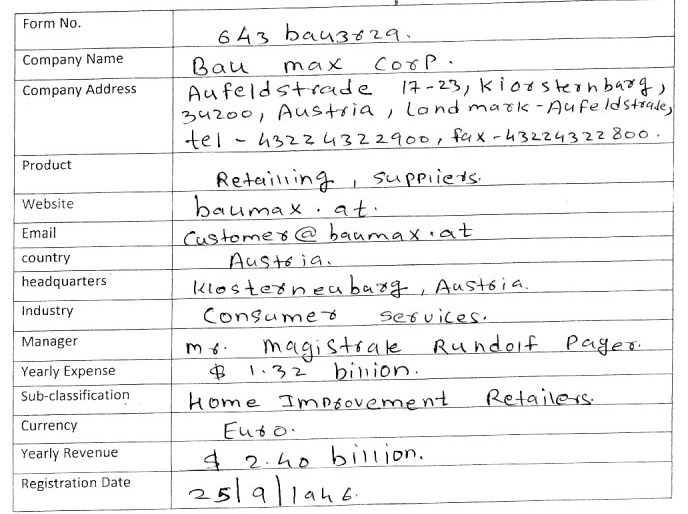 Form No. 643 bau3829.
Company Name Bau max Corp.
Company Address Aufeldstrade 17-23, Kiorsternbarg,
34200, Austria, Landmark-Aufeldstrade,
tel - 43224322900, fax -43224322800.
Product Retailling, suppliers.
Website baumax.at.
Email Customer@baumax.at
country Austria.
headquarters Klosterneubarg, Austria.
Industry Consumer services.
Manager mr. Magistrale Rundolf Pager.
Yearly Expense $ 1.32 billion.
Sub-classification Home Improvement Retailers.
Currency Euro.
Yearly Revenue $ 2.40 billion.
Registration Date 25/9/1946.